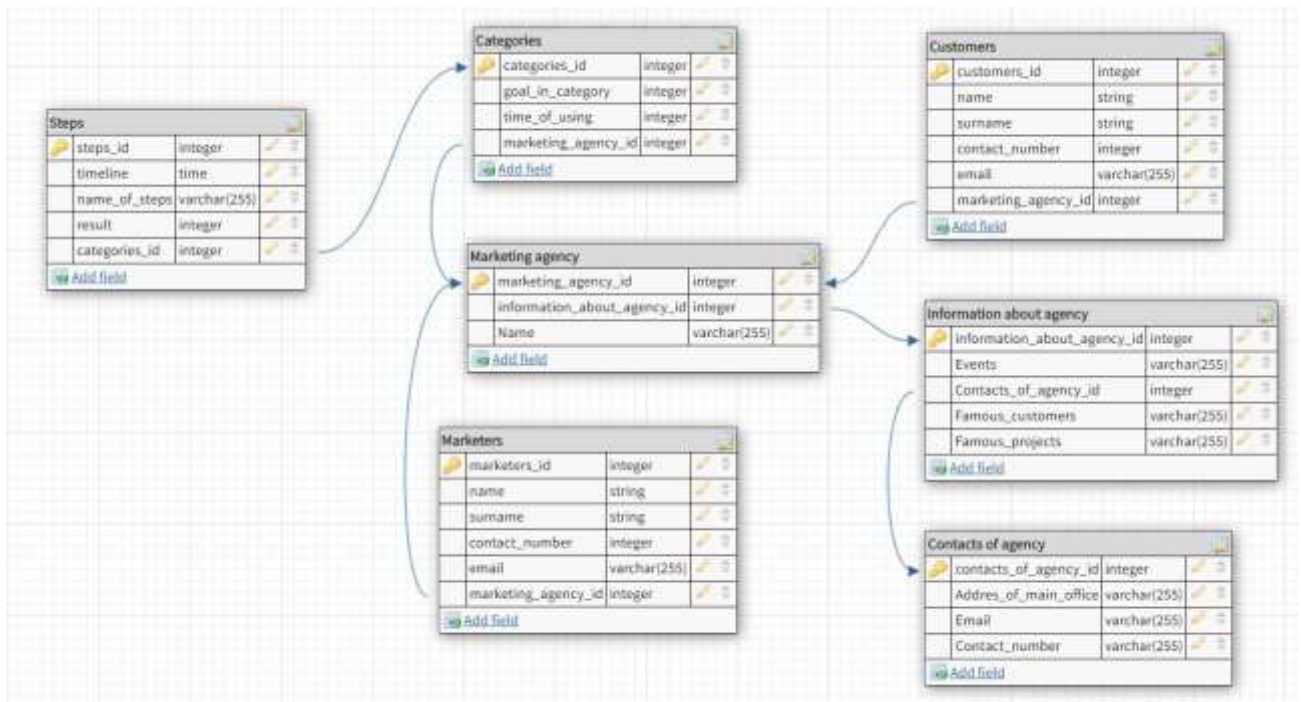 Steps
steps_id integer
timeline time
name_of_steps varchar(255)
result integer
categories_id integer
Add field
Categories
categories_id integer
goal_in_category integer
time_of_using integer
marketing_agency_id integer
Add field
Marketing agency
marketing_agency_id integer
information_about_agency_id integer
Name varchar(255)
Add field
Marketers
marketers_id integer
name string
surname string
contact_number integer
email varchar(255)
marketing_agency_id integer
Add field
Customers
customers_id integer
name string
surname string
contact_number integer
email varchar(255)
marketing_agency_id integer
Add field
Information about agency
information_about_agency_id integer
Events varchar(255)
Contacts_of_agency_id integer
Famous_customers varchar(255)
Famous_projects varchar(255)
Add field
Contacts of agency
contacts_of_agency_id integer
Addres_of_main_office varchar(255)
Email varchar(255)
Contact_number varchar(255)
Add field